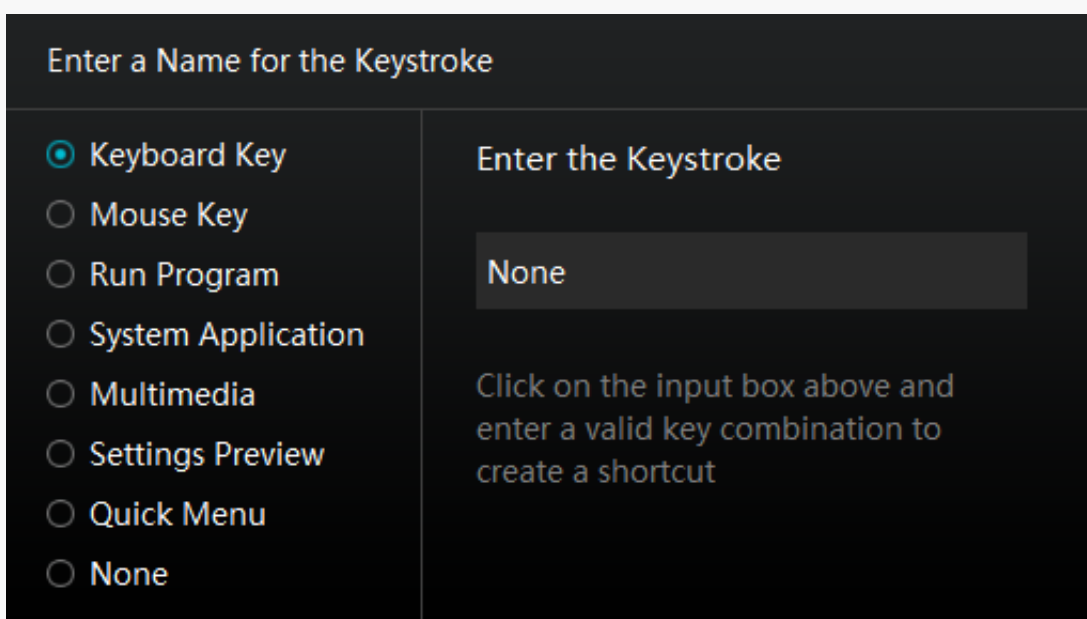 Enter a Name for the Keystroke
Keyboard Key
Mouse Key
Run Program
System Application
Multimedia
Settings Preview
Quick Menu
None
Enter the Keystroke
None
Click on the input box above and
enter a valid key combination to
create a shortcut